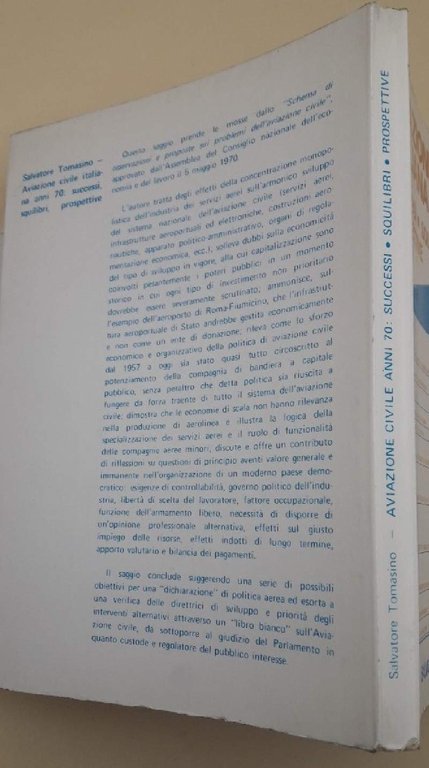 Salvatore Tomasino –
Aviazione civile italia-
na anni 70: successi,
squilibri, prospettive
Questo saggio prende le mosse dallo "Schema di
osservazioni e proposte sui problemi dell'aviazione civile",
approvato dall'Assemblea del Consiglio nazionale dell'eco-
nomia e del lavoro il 5 maggio 1970
L'autore tratta degli effetti della concentrazione monopo-
listica dell'industria dei servizi aerei sull'armonico sviluppo
del sistema nazionale dell'aviazione civile (servizi aerei,
infrastrutture aeroportuali ed elettroniche, costruzioni aero
nautiche, apparato politico-amministrativo, organi di regola-
mentazione economica, ecc.), solleva dubbi sulla economicità
del tipo di sviluppo in vigore, alla cui capitalizzazione sono
coinvolti pesantemente i poteri pubblici in un momento
storico in cui ogni tipo di investimento non prioritario
dovrebbe essere severamente scrutinato; ammonisce, sul-
l'esempio dell'aeroporto di Roma-Fiumicino, che l'infrastrut-
tura aeroportuale di Stato andrebbe gestita economicamente
e non come un ente di donazione; rileva come lo sforzo
economico e organizzativo della politica di aviazione civile
dal 1957 a oggi sia stato quasi tutto circoscritto al
potenziamento della compagnia di bandiera a capitale
pubblico, senza peraltro che detta politica sia riuscita a
fungere da forza traente di tutto il sistema dell'aviazione
civile; dimostra che le economie di scala non hanno rilevanza
nella produzione di aerolinea e illustra la logica della
specializzazione dei servizi aerei e il ruolo di funzionalità
delle compagnie aeree minori, discute e offre un contributo
di riflessioni su questioni di principio aventi valore generale e
immanente nell'organizzazione di un moderno paese demo-
cratico: esigenze di controllabilità, governo politico dell'indu-
stria, libertà di scelta del lavoratore, fattore occupazionale,
funzione dell'armamento libero, necessità di disporre di
un'opinione professionale alternativa, effetti sul giusto
impiego delle risorse, effetti indotti di lungo termine,
apporto valutario e bilancia dei pagamenti.
Il saggio conclude suggerendo una serie di possibili
obiettivi per una "dichiarazione" di politica aerea ed esorta a
una verifica delle direttrici di sviluppo e priorità degli
interventi alternativi attraverso un "libro bianco" sull'Avia-
zione civile, da sottoporre al giudizio del Parlamento in
quanto custode e regolatore del pubblico interesse.
Salvatore Tomasino – AVIAZIONE CIVILE ANNI 70: SUCCESSI • SQUILIBRI • PROSPETTIVE